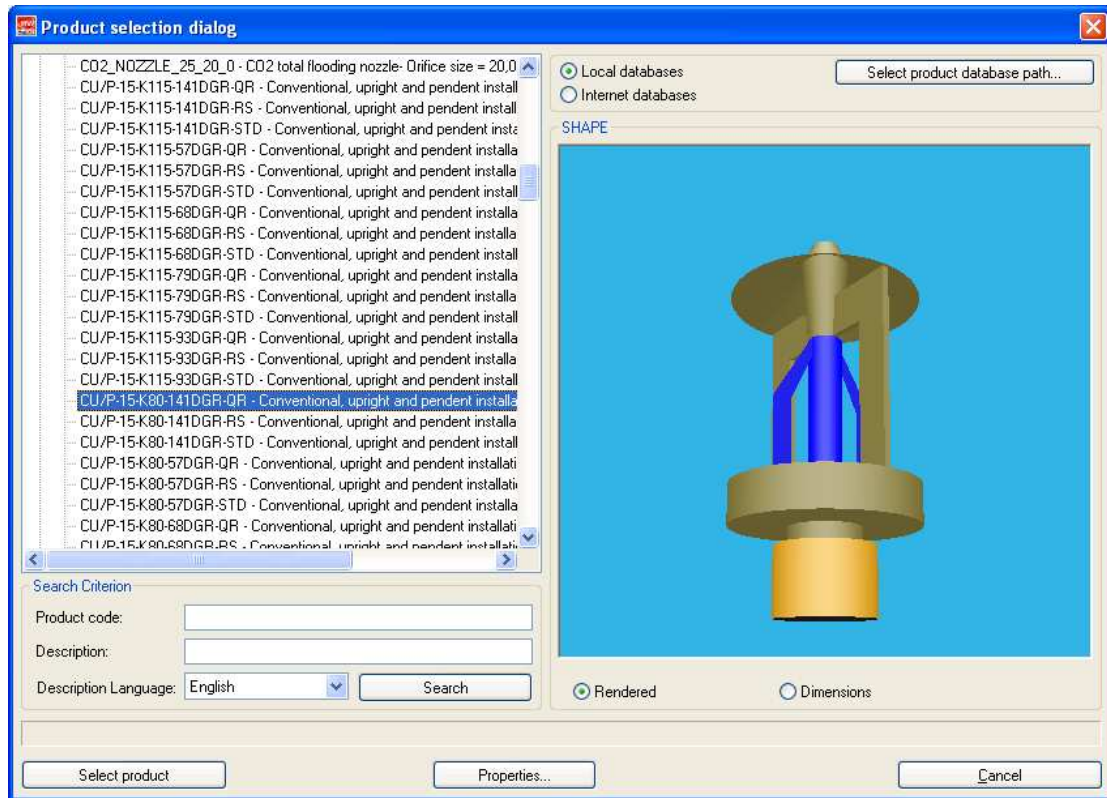 Product selection dialog
CO2_NOZZLE_25_20_0 - CO2 total flooding nozzle- Orifice size = 20,0
CU/P-15-K115-141DGR-QR - Conventional, upright and pendent install
CU/P-15-K115-141DGR-RS - Conventional, upright and pendent install
CU/P-15-K115-141DGR-STD - Conventional, upright and pendent insta
CU/P-15-K115-57DGR-QR - Conventional, upright and pendent installa
CU/P-15-K115-57DGR-RS - Conventional, upright and pendent installa
CU/P-15-K115-57DGR-STD - Conventional, upright and pendent install
CU/P-15-K115-68DGR-QR - Conventional, upright and pendent installa
CU/P-15-K115-68DGR-RS - Conventional, upright and pendent installa
CU/P-15-K115-68DGR-STD - Conventional, upright and pendent install
CU/P-15-K115-79DGR-QR - Conventional, upright and pendent installa
CU/P-15-K115-79DGR-RS - Conventional, upright and pendent installa
CU/P-15-K115-79DGR-STD - Conventional, upright and pendent install
CU/P-15-K115-93DGR-QR - Conventional, upright and pendent installa
CU/P-15-K115-93DGR-RS - Conventional, upright and pendent installa
CU/P-15-K115-93DGR-STD - Conventional, upright and pendent install
CU/P-15-K80-141DGR-QR - Conventional, upright and pendent installa
CU/P-15-K80-141DGR-RS - Conventional, upright and pendent installa
CU/P-15-K80-141DGR-STD - Conventional, upright and pendent install
CU/P-15-K80-57DGR-QR - Conventional, upright and pendent installati
CU/P-15-K80-57DGR-RS - Conventional, upright and pendent installati
CU/P-15-K80-57DGR-STD - Conventional, upright and pendent install
CU/P-15-K80-68DGR-QR - Conventional, upright and pendent installati
CU/P-15-K80-68DGR-RS - Conventional, upright and pendent installati
Search Criterion
Product code:
Description:
Description Language: English Search
Local databases
Internet databases
Select product database path...
SHAPE
Rendered Dimensions
Select product Properties... Cancel